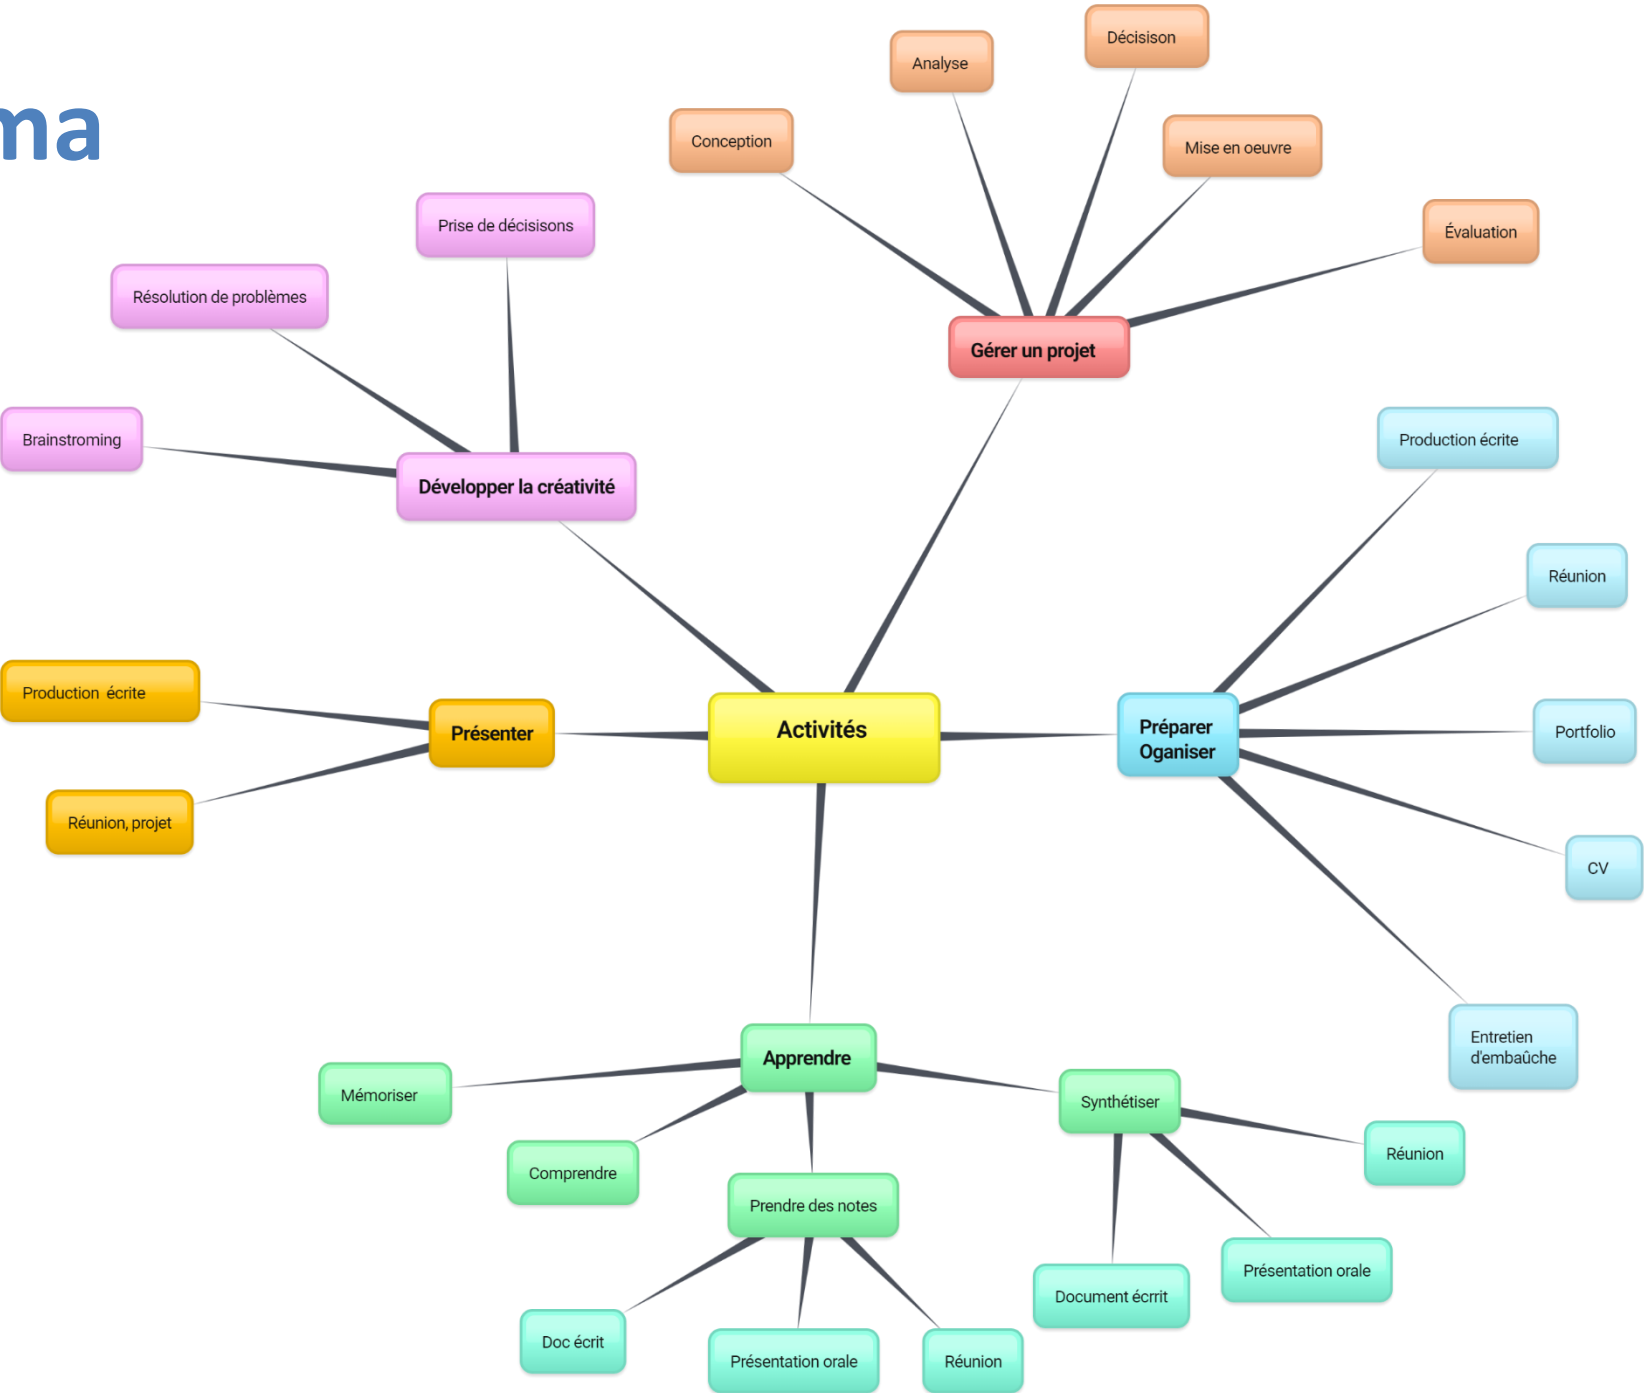 ma
Décisison
Analyse
Conception
Mise en oeuvre
Évaluation
Gérer un projet
Prise de décisisons
Résolution de problèmes
Brainstroming
Développer la créativité
Production écrite
Réunion
Portfolio
CV
Entretien
d'embaûche
Préparer
Oganiser
Activités
Présenter
Production écrite
Réunion, projet
Apprendre
Mémoriser
Comprendre
Prendre des notes
Doc écrit
Présentation orale
Réunion
Synthétiser
Réunion
Présentation orale
Document écrrit